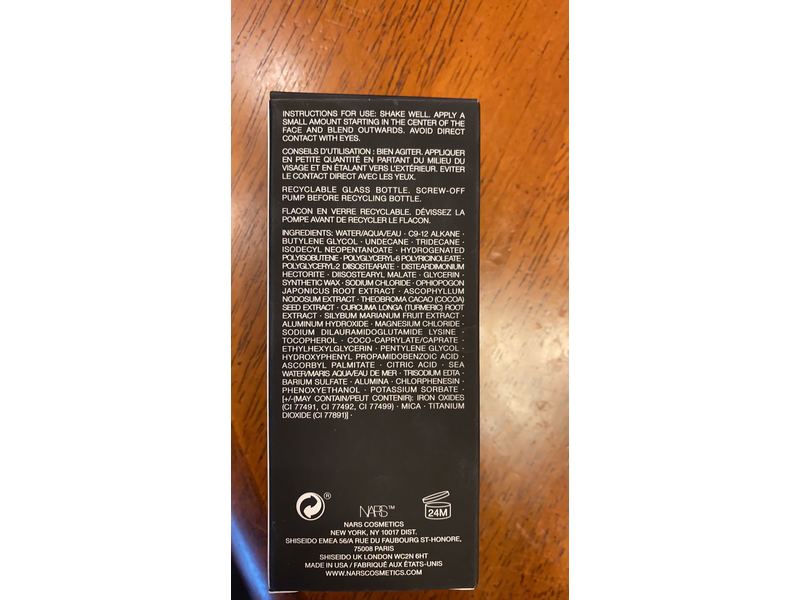 INSTRUCTIONS FOR USE: SHAKE WELL. APPLY A
SMALL AMOUNT STARTING IN THE CENTER OF THE
FACE AND BLEND OUTWARDS. AVOID DIRECT
CONTACT WITH EYES.
CONSEILS D'UTILISATION : BIEN AGITER. APPLIQUER
EN PETITE QUANTITÉ EN PARTANT DU MILIEU DU
VISAGE ET EN ÉTALANT VERS L'EXTÉRIEUR. EVITER
LE CONTACT DIRECT AVEC LES YEUX.
RECYCLABLE GLASS BOTTLE. SCREW-OFF
PUMP BEFORE RECYCLING BOTTLE.
FLACON EN VERRE RECYCLABLE. DÉVISSEZ LA
POMPE AVANT DE RECYCLER LE FLACON.
INGREDIENTS: WATER/AQUA/EAU · C9-12 ALKANE ·
BUTYLENE GLYCOL · UNDECANE · TRIDECANE ·
ISODECYL NEOPENTANOATE · HYDROGENATED
POLYISOBUTENE · POLYGLYCERYL-6 POLYRICINOLEATE ·
POLYGLYCERYL-2 DIISOSTEARATE · DISTEARDIMONIUM
HECTORITE · DIISOSTEARYL MALATE · GLYCERIN ·
SYNTHETIC WAX · SODIUM CHLORIDE · OPHIOPOGON
JAPONICUS ROOT EXTRACT · ASCOPHYLLUM
NODOSUM EXTRACT · THEOBROMA CACAO (COCOA)
SEED EXTRACT · CURCUMA LONGA (TURMERIC) ROOT
EXTRACT · SILYBUM MARIANUM FRUIT EXTRACT ·
ALUMINUM HYDROXIDE · MAGNESIUM CHLORIDE ·
SODIUM DILAURAMIDOGLUTAMIDE LYSINE ·
TOCOPHEROL · COCO-CAPRYLATE/CAPRATE ·
ETHYLHEXYLGLYCERIN · PENTYLENE GLYCOL ·
HYDROXYPHENYL PROPAMIDOBENZOIC ACID ·
ASCORBYL PALMITATE · CITRIC ACID · SEA
WATER/MARIS AQUA/EAU DE MER · TRISODIUM EDTA ·
BARIUM SULFATE · ALUMINA · CHLORPHENESIN ·
PHENOXYETHANOL · POTASSIUM SORBATE ·
[+/-(MAY CONTAIN/PEUT CONTENIR): IRON OXIDES
(CI 77491, CI 77492, CI 77499) · MICA · TITANIUM
DIOXIDE (CI 77891)] ·
®
NARS™
24M
NARS COSMETICS
NEW YORK, NY 10017 DIST.
SHISEIDO EMEA 56/A RUE DU FAUBOURG ST-HONORE,
75008 PARIS
SHISEIDO UK LONDON WC2N 6HT
MADE IN USA / FABRIQUÉ AUX ÉTATS-UNIS
WWW.NARSCOSMETICS.COM